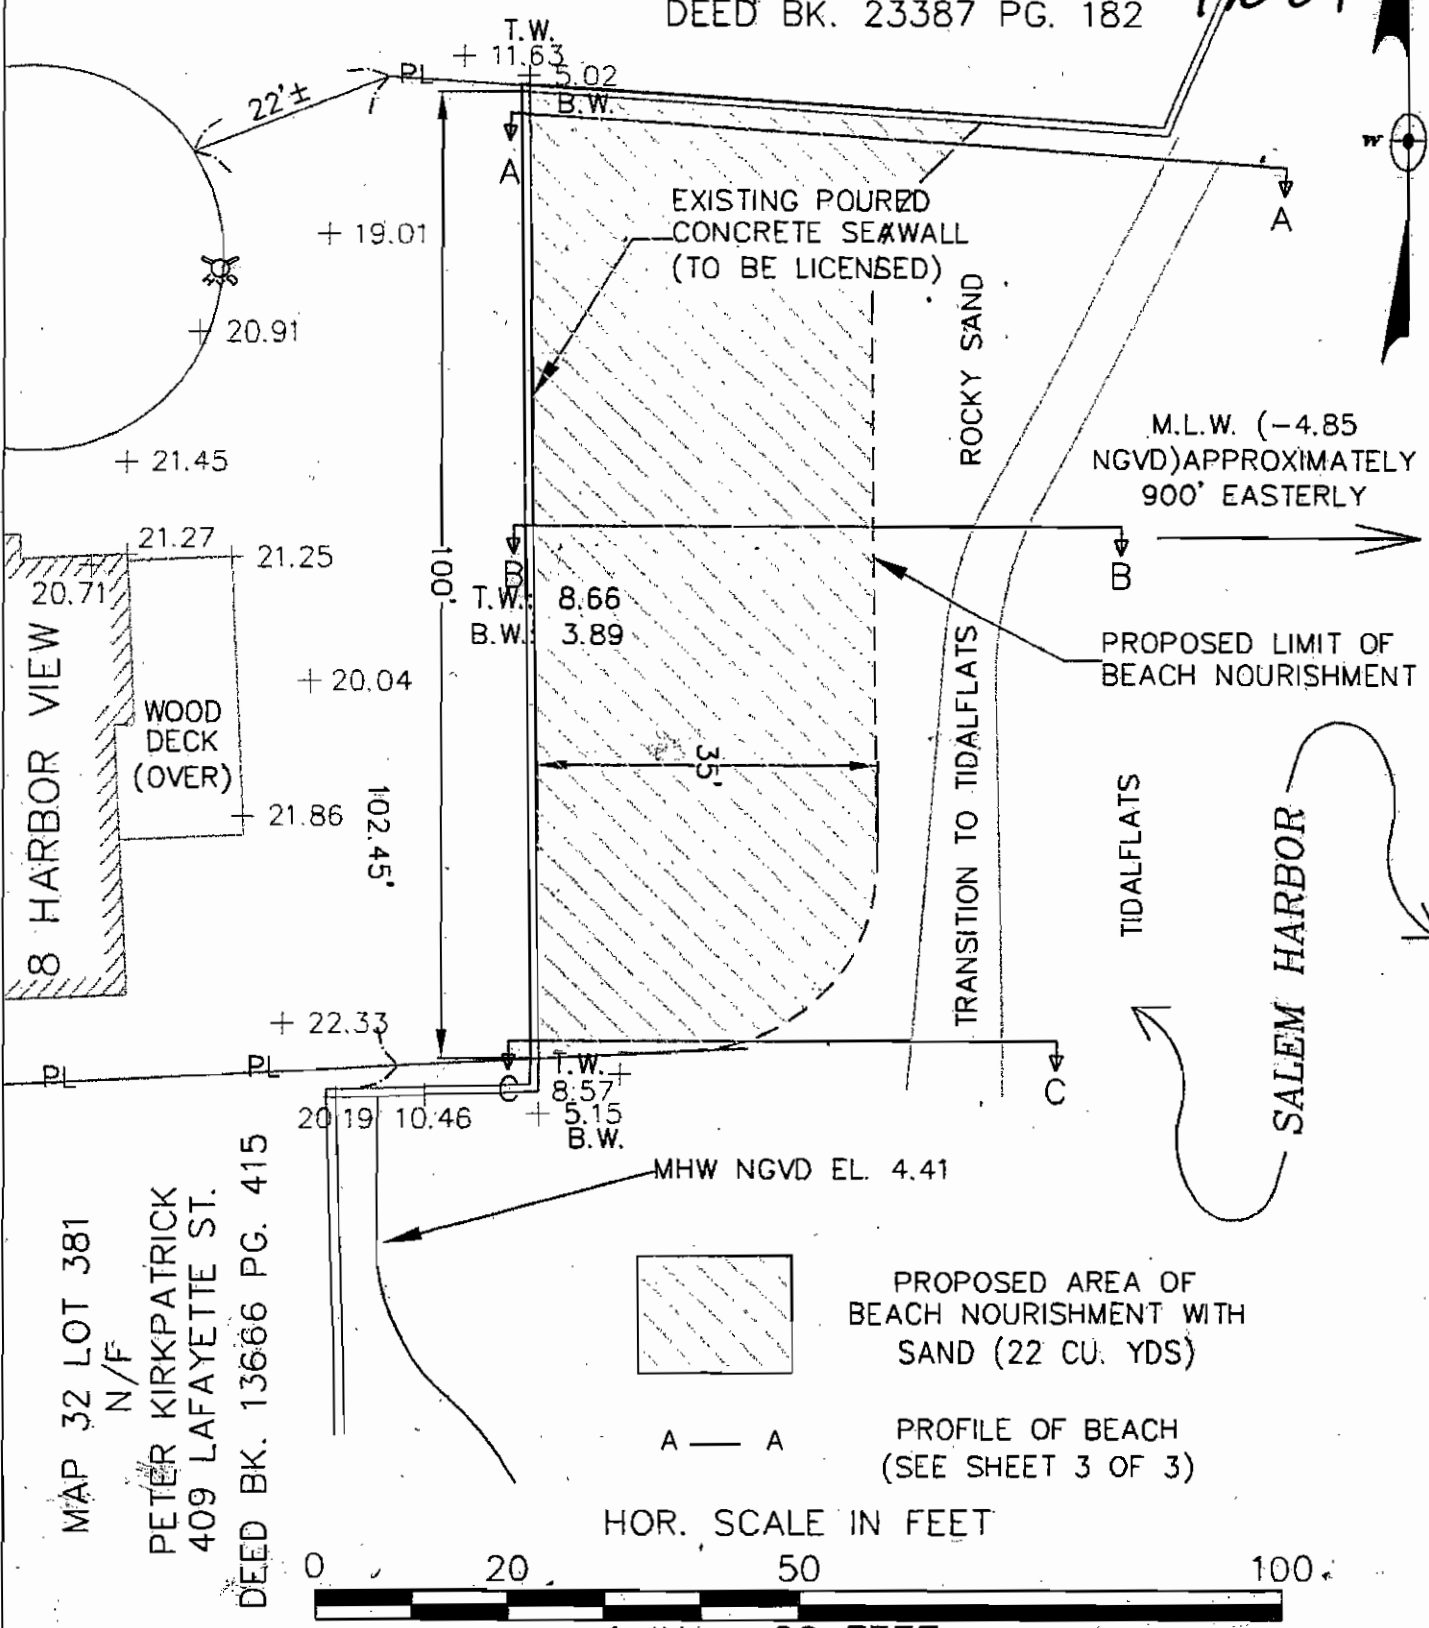 DEED BK. 23387 PG. 182
T.W.
+ 11.63
PL
5.02
B.W.
22'±
A
A
W
EXISTING POURED
CONCRETE SEAWALL
(TO BE LICENSED)
+ 19.01
+ 20.91
ROCKY SAND
M.L.W. (-4.85
NGVD)APPROXIMATELY
900' EASTERLY
+ 21.45
21.27
21.25
20.71
100'
B
B
T.W.: 8.66
B.W.: 3.89
PROPOSED LIMIT OF
BEACH NOURISHMENT
+ 20.04
8 HARBOR VIEW
WOOD
DECK
(OVER)
+ 21.86
102.45'
35'
TRANSITION TO TIDALFLATS
TIDALFLATS
SALEM HARBOR
+ 22.33
PL
PL
C
C
T.W.
8.57
+ 5.15
B.W.
20.19
10.46
MHW NGVD EL. 4.41
MAP 32 LOT 381
N/F
PETER KIRKPATRICK
409 LAFAYETTE ST.
DEED BK. 13666 PG. 415
PROPOSED AREA OF
BEACH NOURISHMENT WITH
SAND (22 CU. YDS)
A — A
PROFILE OF BEACH
(SEE SHEET 3 OF 3)
HOR. SCALE IN FEET
0 20 50 100